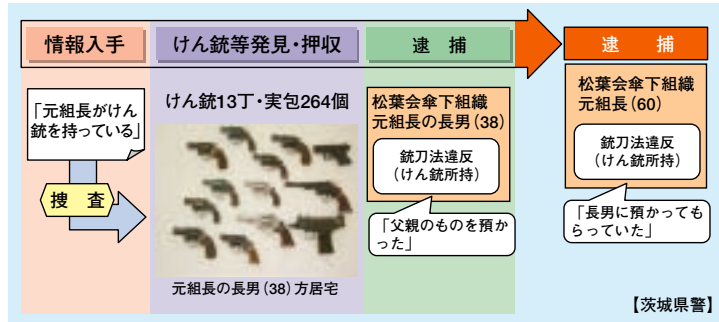 情報入手
けん銃等発見・押収
逮捕
逮捕
「元組長がけん
銃を持っている」
捜査
けん銃13丁・実包264個
元組長の長男(38)方居宅
松葉会傘下組織
元組長の長男(38)
銃刀法違反
(けん銃所持)
「父親のものを預か
った」
松葉会傘下組織
元組長(60)
銃刀法違反
(けん銃所持)
「長男に預かっても
らっていた」
【茨城県警】